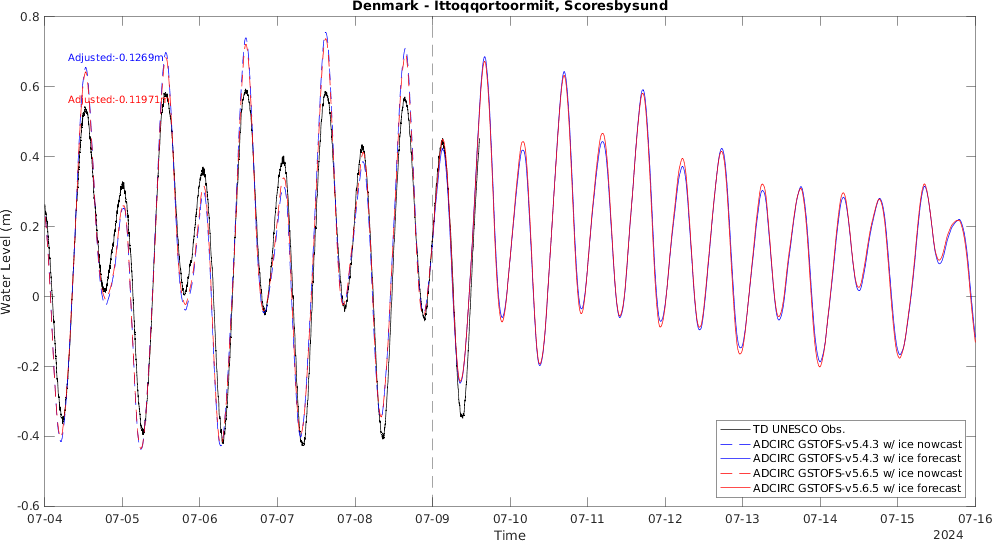 Denmark - Ittoqqortoormiit, Scoresbysund
Water Level (m)
0.8
0.6
0.4
0.2
0
-0.2
-0.4
-0.6
Adjusted:-0.1269m
Adjusted:-0.11971
TD UNESCO Obs.
ADCIRC GSTOFS-v5.4.3 w/ ice nowcast
ADCIRC GSTOFS-v5.4.3 w/ ice forecast
ADCIRC GSTOFS-v5.6.5 w/ ice nowcast
ADCIRC GSTOFS-v5.6.5 w/ ice forecast
07-04 07-05 07-06 07-07 07-08 07-09 07-10 07-11 07-12 07-13 07-14 07-15 07-16
Time
2024